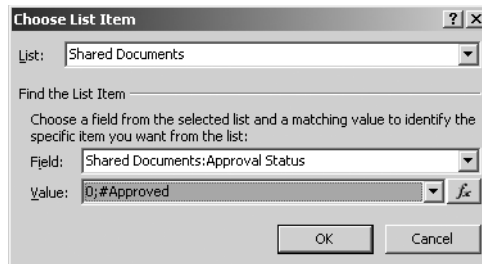 Choose List Item
List: Shared Documents
Find the List Item
Choose a field from the selected list and a matching value to identify the
specific item you want from the list:
Field: Shared Documents:Approval Status
Value: 0;#Approved fx
OK Cancel